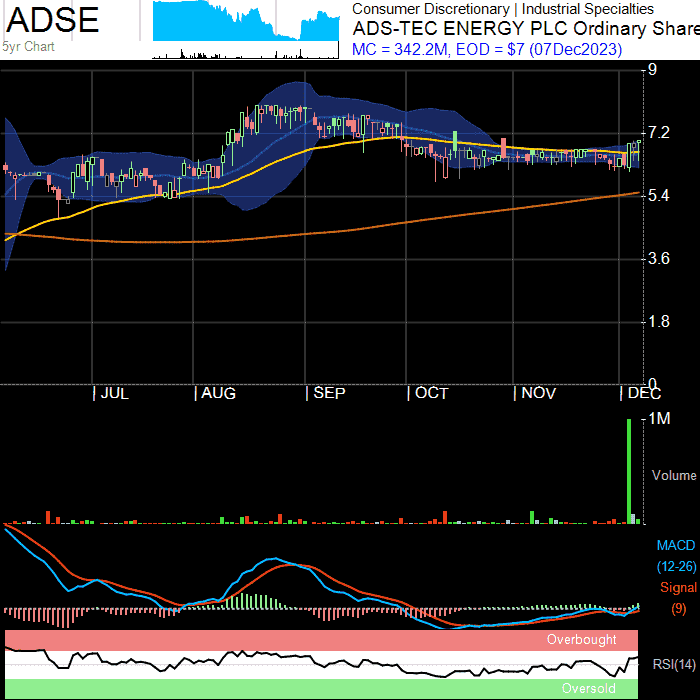 ADSE
5yr Chart
Consumer Discretionary | Industrial Specialties
ADS-TEC ENERGY PLC Ordinary Share
MC = 342.2M, EOD = $7 (07Dec2023)
9
7.2
5.4
3.6
1.8
0
| JUL | AUG | SEP | OCT | NOV | DEC
1M
Volume
MACD
(12-26)
Signal
(9)
Overbought
RSI(14)
Oversold